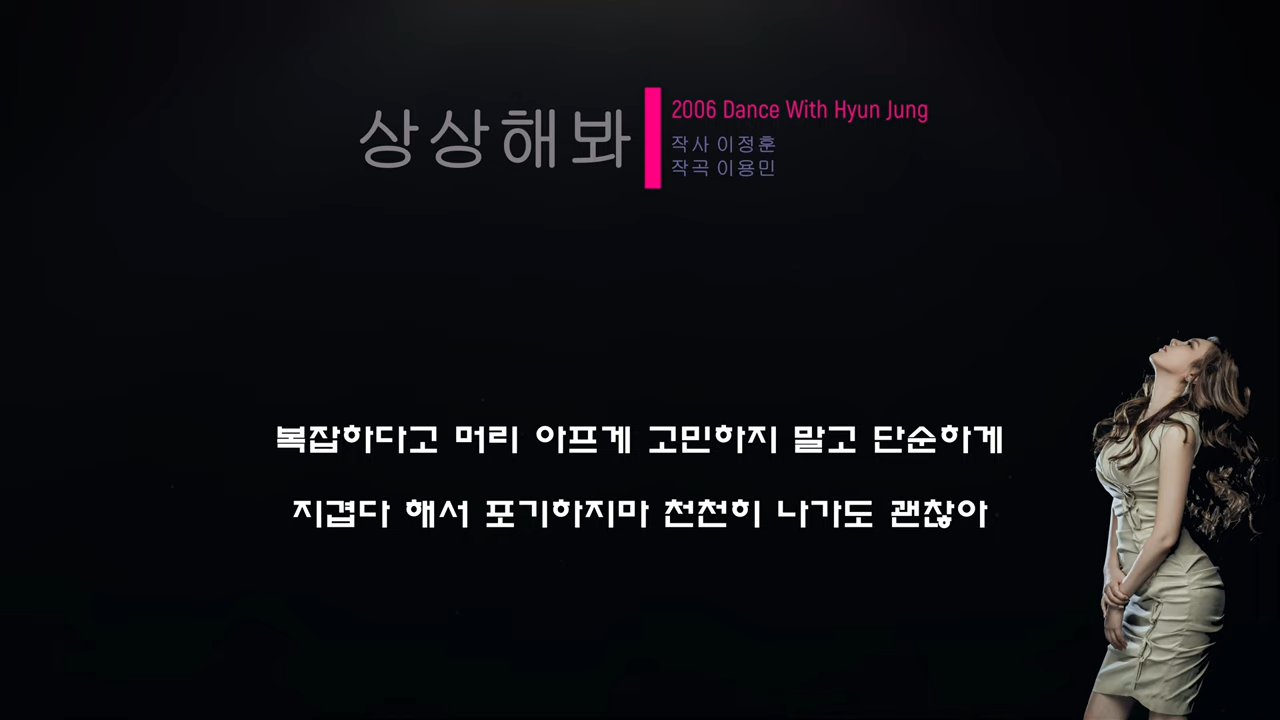 상상해봐
2006 Dance With Hyun Jung
작사 이정훈
작곡 이용민
복잡하다고 머리 아프게 고민하지 말고 단순하게
지겹다 해서 포기하지마 천천히 나가도 괜찮아